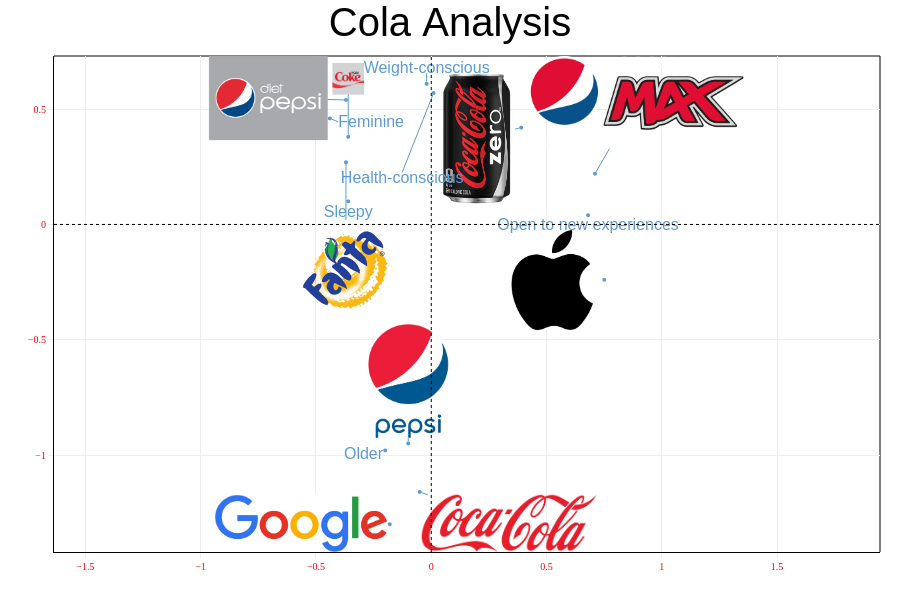 Cola Analysis
diet
pepsi
Coke
Weight-conscious
Feminine
Coca-Cola
zero
MAX
0.5
Health-conscious
Sleepy
Open to new experiences
0
Fanta
−0.5
pepsi
Older
−1
Google
Coca-Cola
−1.5
−1
−0.5
0
0.5
1
1.5